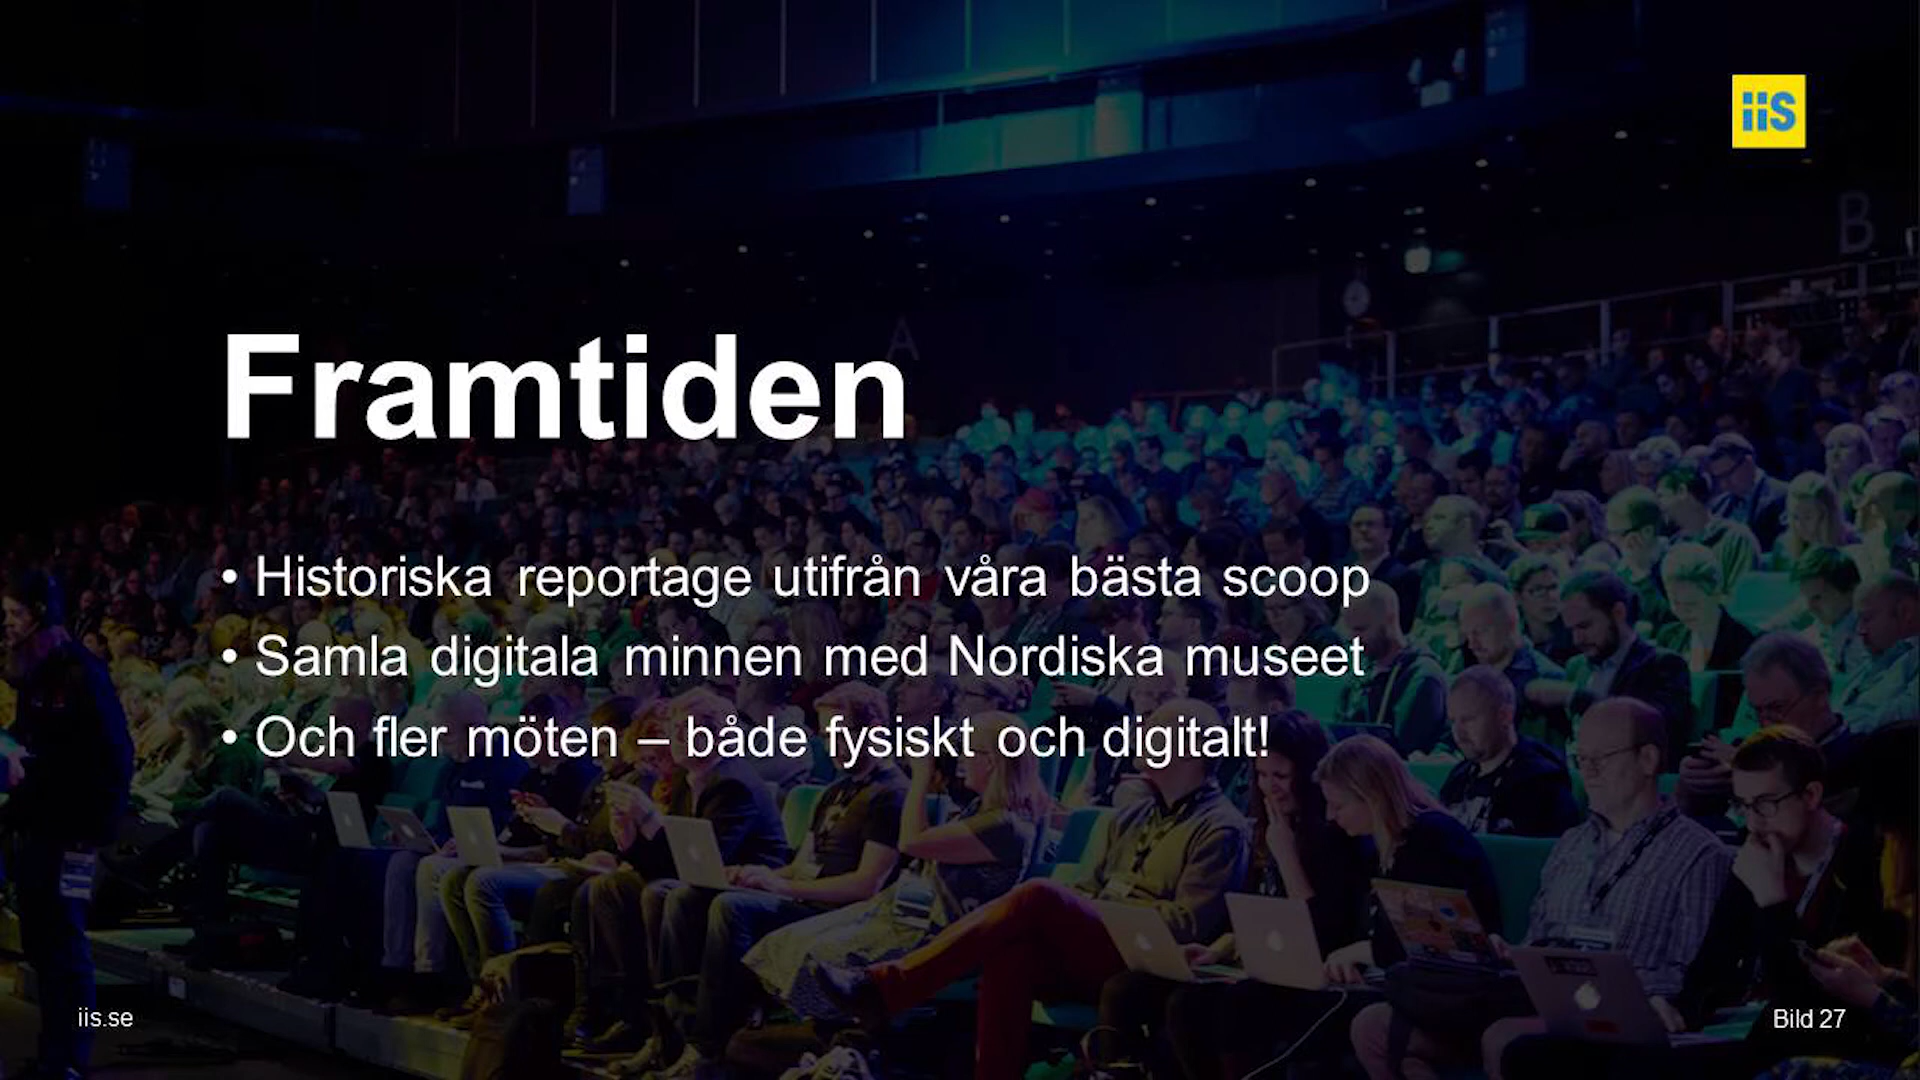 iiS
A
B
Framtiden
• Historiska reportage utifrån våra bästa scoop
• Samla digitala minnen med Nordiska museet
• Och fler möten – både fysiskt och digitalt!
iis.se
Bild 27